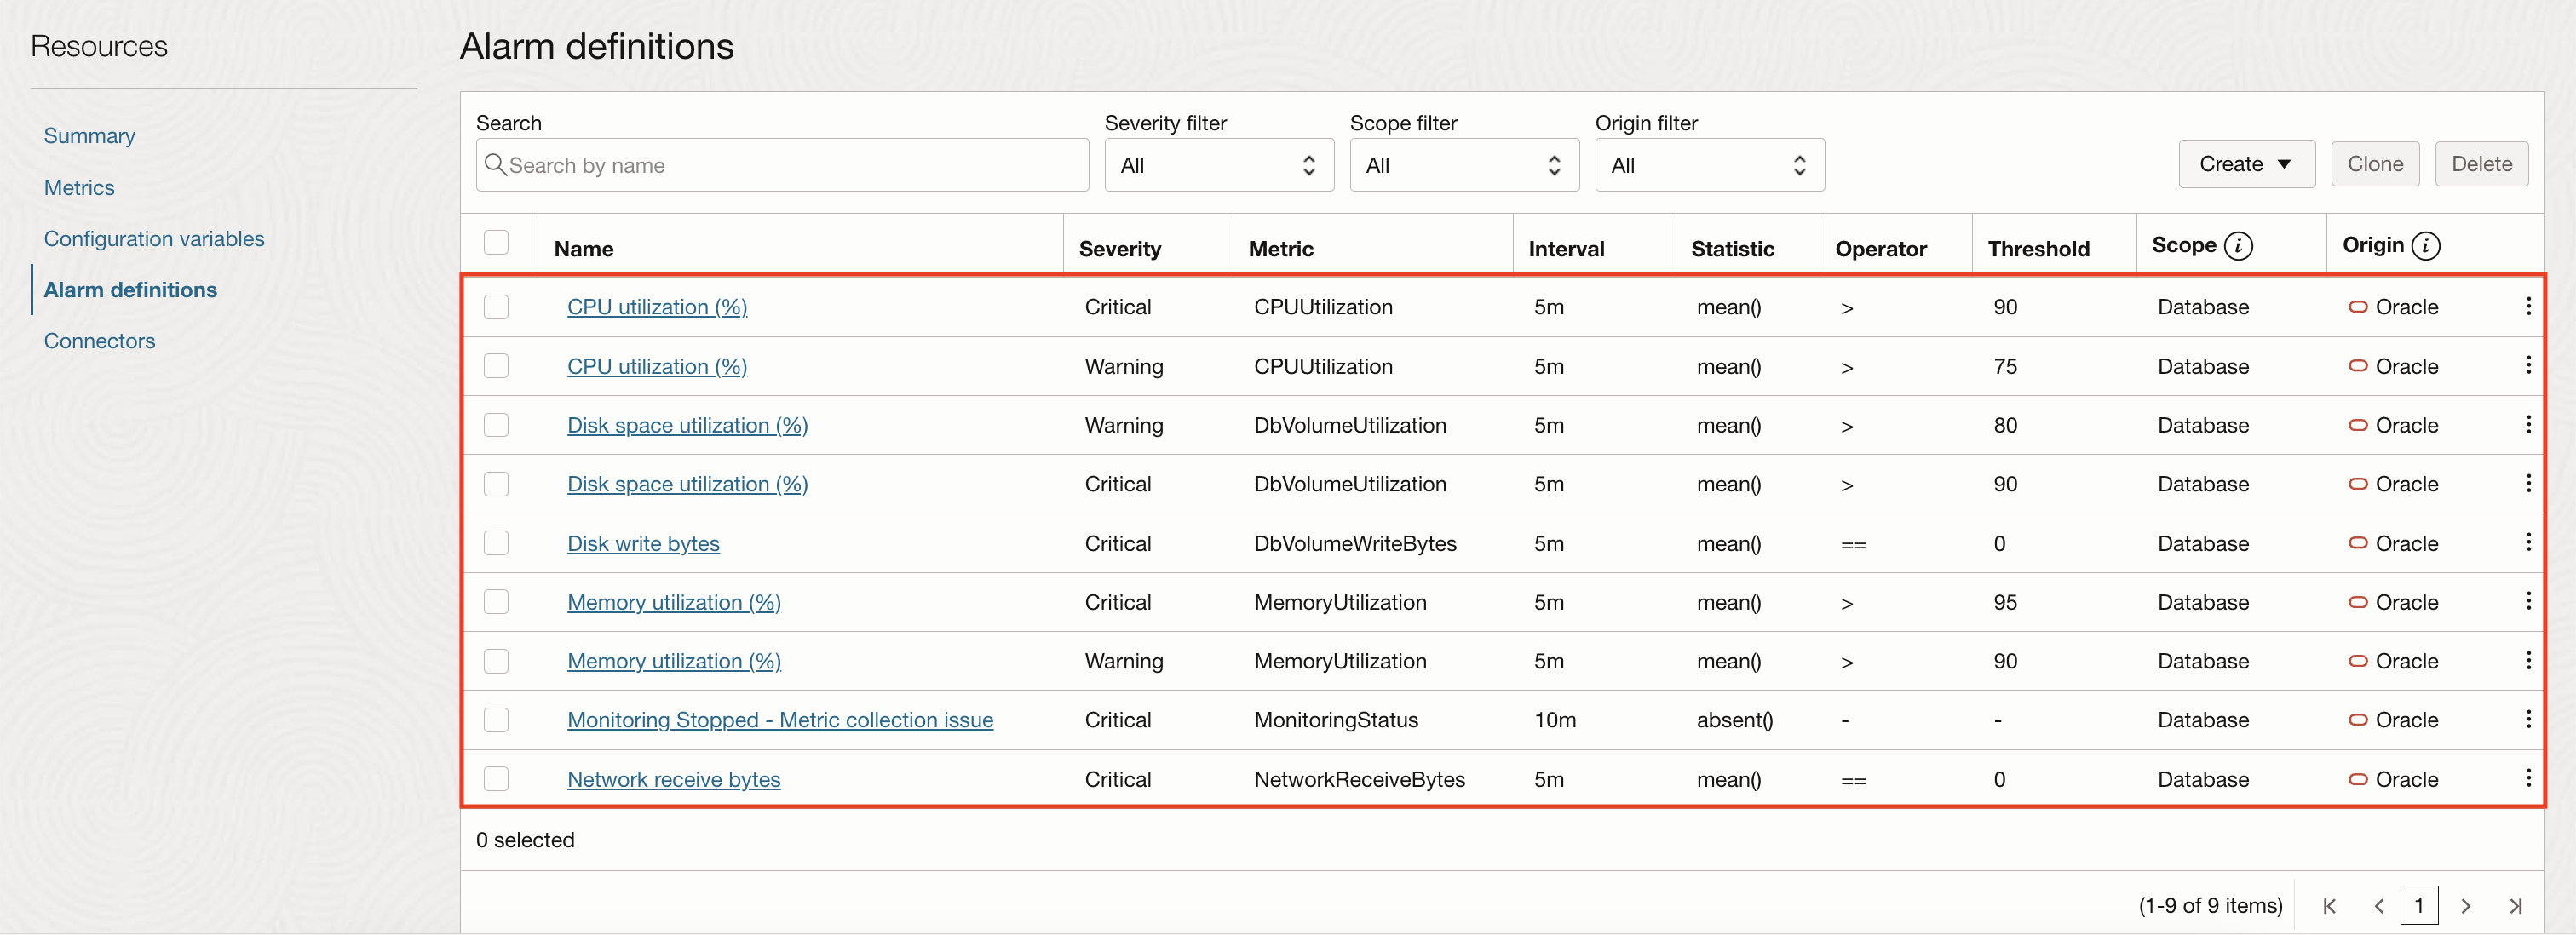 Resources
Summary
Metrics
Configuration variables
Alarm definitions
Connectors
Alarm definitions
Search Severity filter Scope filter Origin filter
Search by name All All All Create Clone Delete
Name Severity Metric Interval Statistic Operator Threshold Scope i Origin i
CPU utilization (%) Critical CPUUtilization 5m mean() > 90 Database Oracle
CPU utilization (%) Warning CPUUtilization 5m mean() > 75 Database Oracle
Disk space utilization (%) Warning DbVolumeUtilization 5m mean() > 80 Database Oracle
Disk space utilization (%) Critical DbVolumeUtilization 5m mean() > 90 Database Oracle
Disk write bytes Critical DbVolumeWriteBytes 5m mean() == 0 Database Oracle
Memory utilization (%) Critical MemoryUtilization 5m mean() > 95 Database Oracle
Memory utilization (%) Warning MemoryUtilization 5m mean() > 90 Database Oracle
Monitoring Stopped - Metric collection issue Critical MonitoringStatus 10m absent() - - Database Oracle
Network receive bytes Critical NetworkReceiveBytes 5m mean() == 0 Database Oracle
0 selected
(1-9 of 9 items) 1